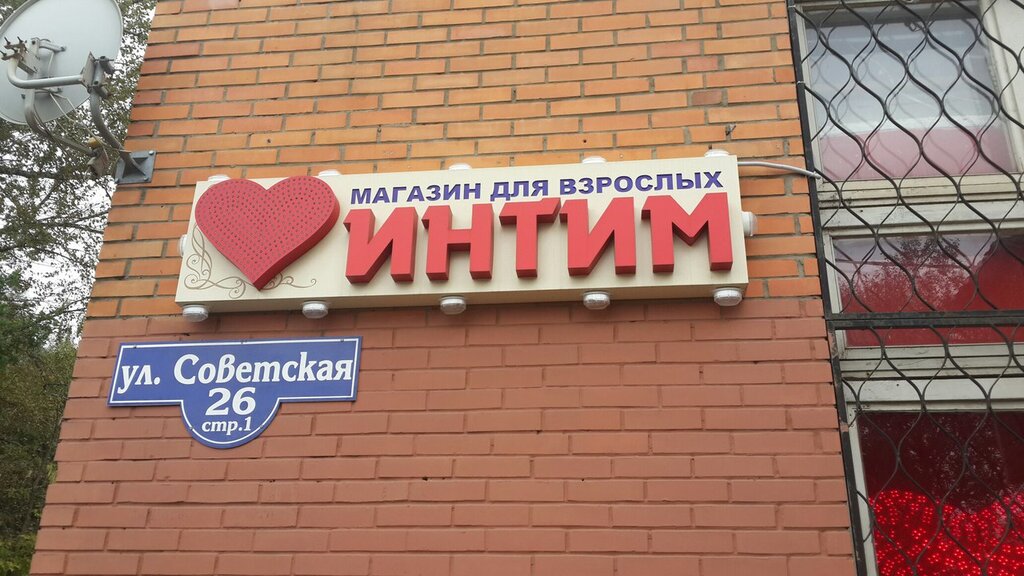 МАГАЗИН ДЛЯ ВЗРОСЛЫХ
ИНТИМ
ул. Советская
26
стр.1